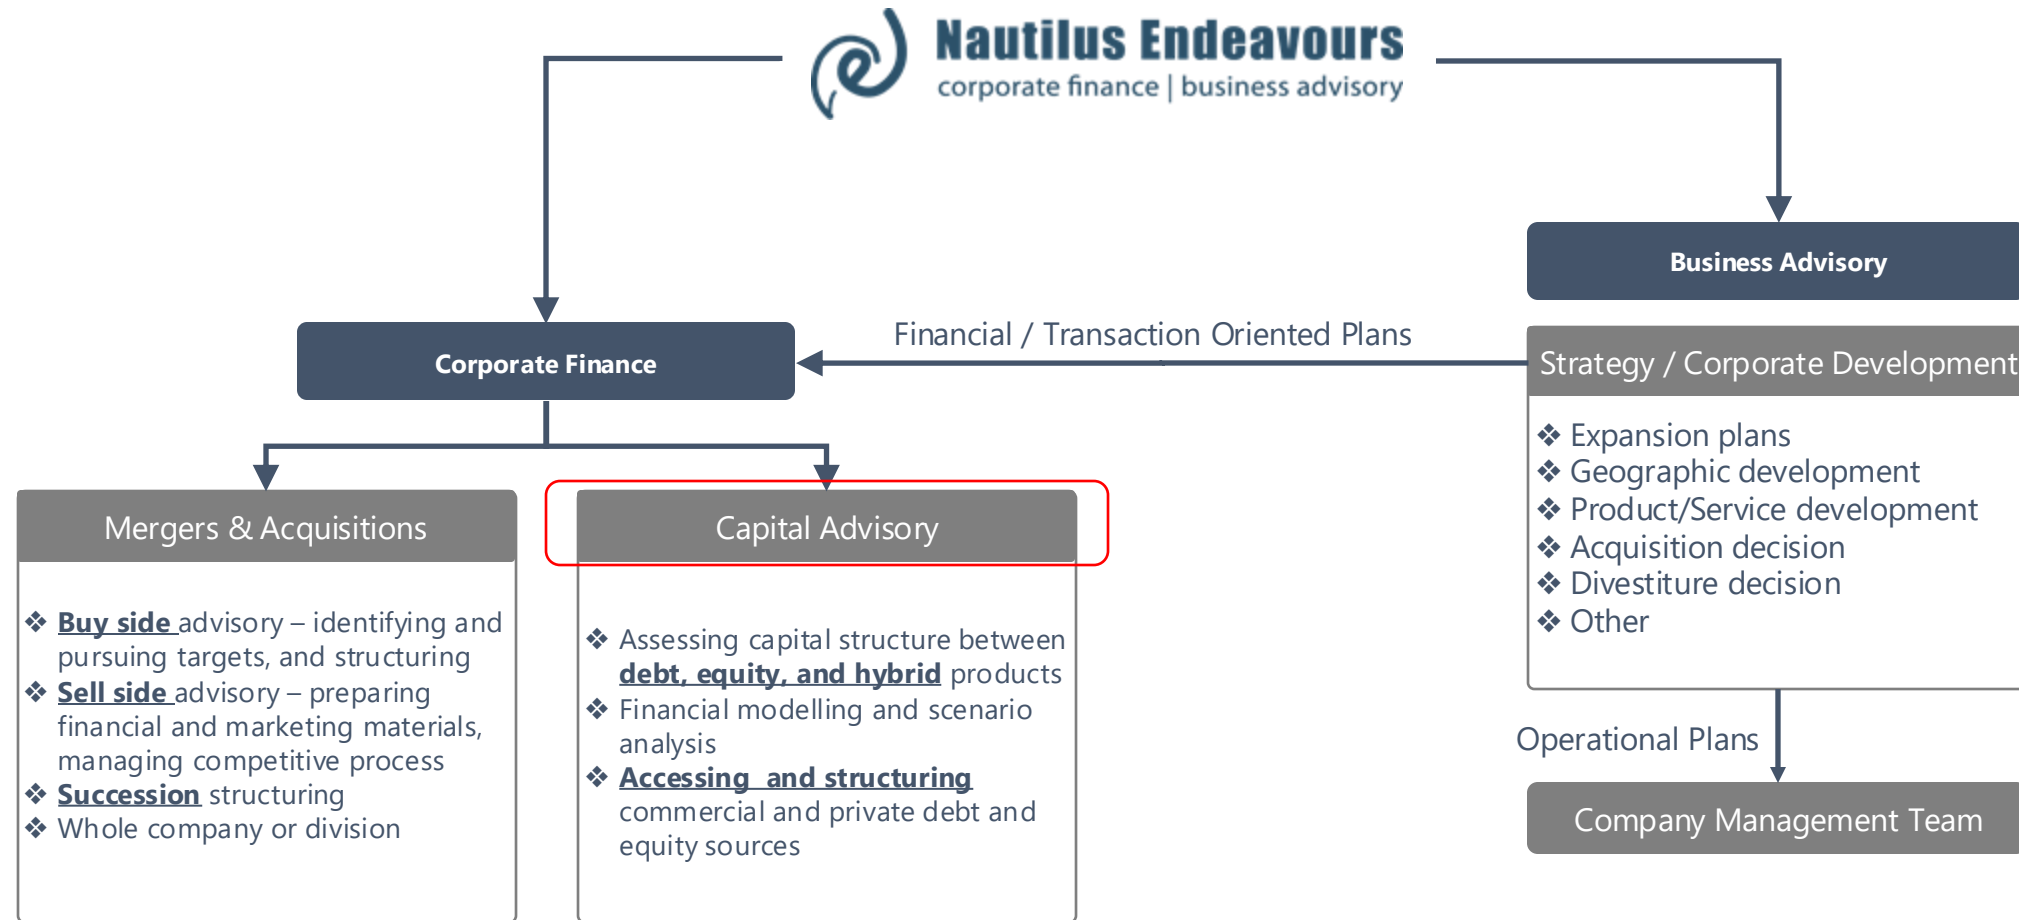 Nautilus Endeavours
corporate finance | business advisory
Business Advisory
Financial / Transaction Oriented Plans
Corporate Finance
Strategy / Corporate Development
❖ Expansion plans
❖ Geographic development
❖ Product/Service development
❖ Acquisition decision
❖ Divestiture decision
❖ Other
Mergers & Acquisitions
❖ Buy side advisory – identifying and
pursuing targets, and structuring
❖ Sell side advisory – preparing
financial and marketing materials,
managing competitive process
❖ Succession structuring
❖ Whole company or division
Capital Advisory
❖ Assessing capital structure between
debt, equity, and hybrid products
❖ Financial modelling and scenario
analysis
❖ Accessing  and structuring
commercial and private debt and
equity sources
Operational Plans
Company Management Team